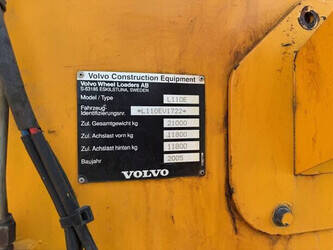 Volvo Construction Equipment
Volvo Wheel Loaders AB
S-63185 ESKILSTUNA, SWEDEN
Model / Type L110E
Fahrzeug-
Identifizierungsnr. *L110EV1722*
Zul. Gesamtgewicht kg 21000
Zul. Achslast vorn kg 11800
Zul. Achslast hinten kg 11800
Baujahr 2005
VOLVO